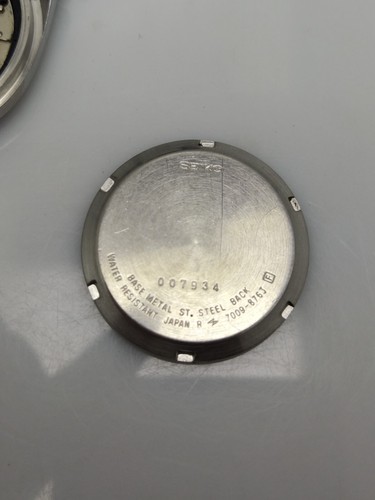 SEIKO
007934
BASE METAL ST. STEEL BACK
WATER RESISTANT JAPAN R 7009-876J